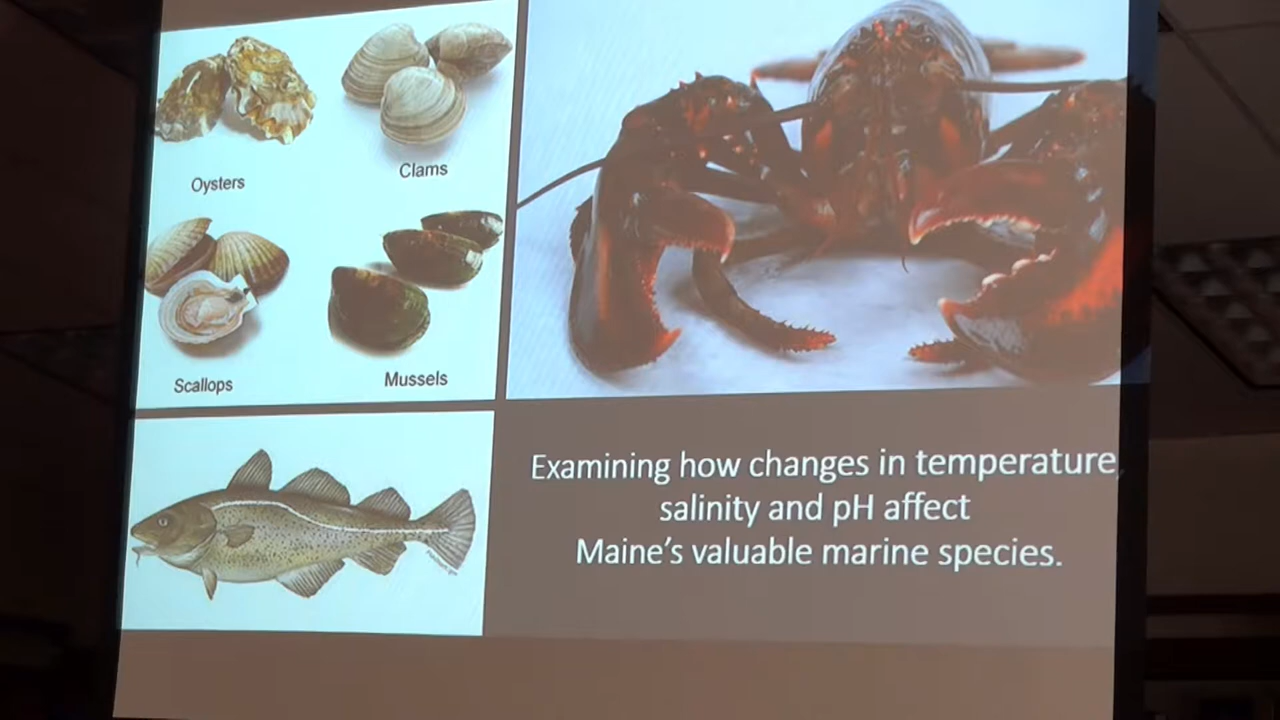 Oysters
Clams
Scallops
Mussels
Examining how changes in temperature,
salinity and pH affect
Maine's valuable marine species.